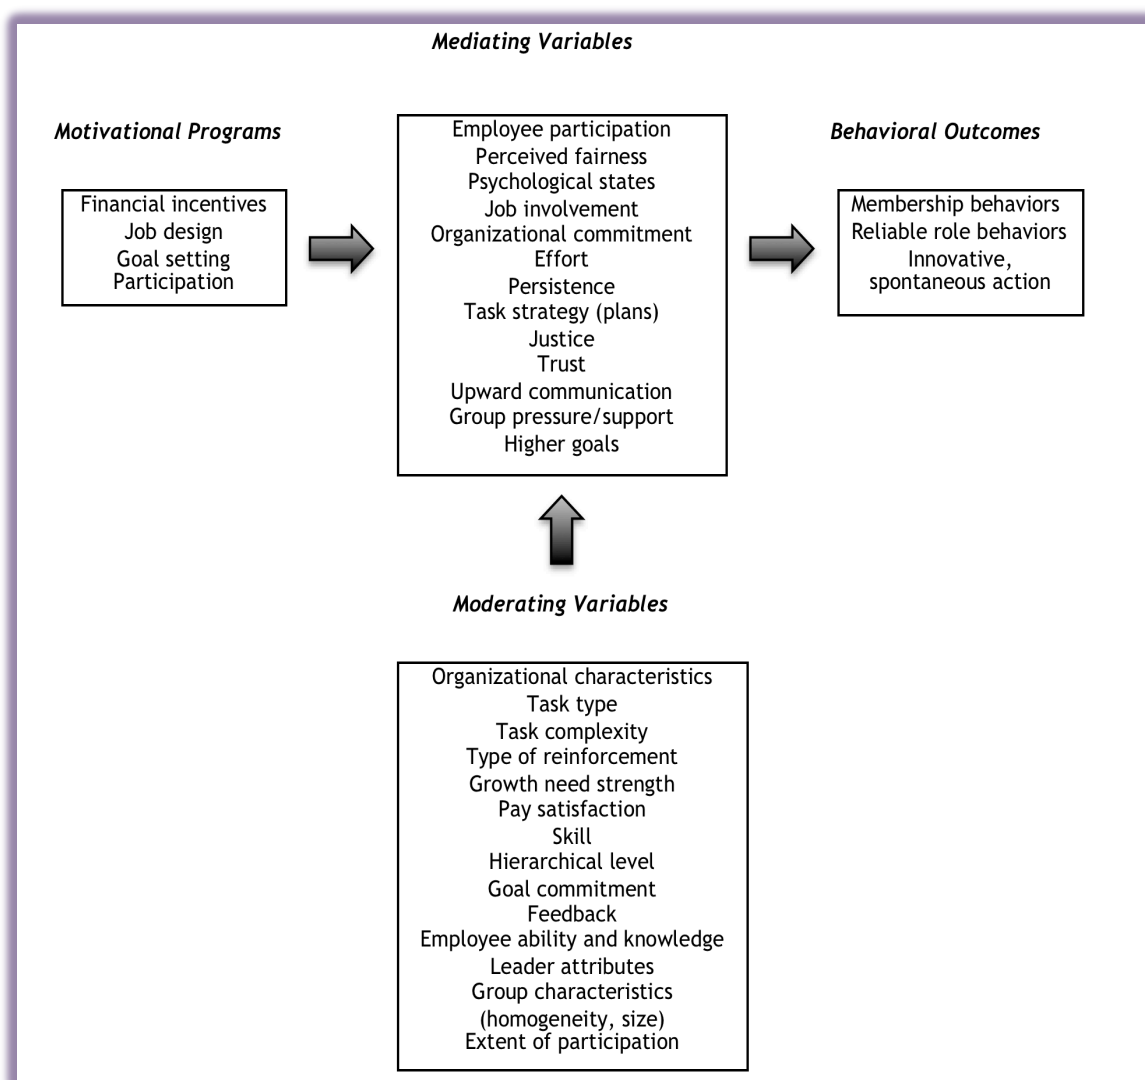 Mediating Variables
Motivational Programs
Financial incentives
Job design
Goal setting
Participation
Employee participation
Perceived fairness
Psychological states
Job involvement
Organizational commitment
Effort
Persistence
Task strategy (plans)
Justice
Trust
Upward communication
Group pressure/support
Higher goals
Behavioral Outcomes
Membership behaviors
Reliable role behaviors
Innovative,
spontaneous action
Moderating Variables
Organizational characteristics
Task type
Task complexity
Type of reinforcement
Growth need strength
Pay satisfaction
Skill
Hierarchical level
Goal commitment
Feedback
Employee ability and knowledge
Leader attributes
Group characteristics
(homogeneity, size)
Extent of participation